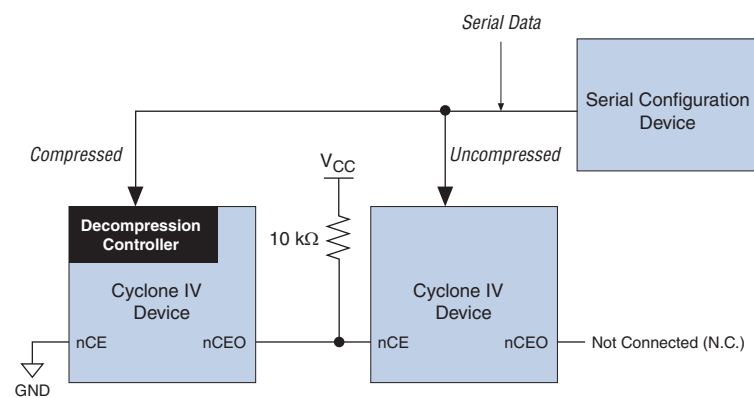 Serial Data
Serial Configuration
Device
Compressed
Uncompressed
VCC
Decompression
Controller
10 kΩ
Cyclone IV
Device
Cyclone IV
Device
nCE
nCEO
nCE
nCEO
Not Connected (N.C.)
GND